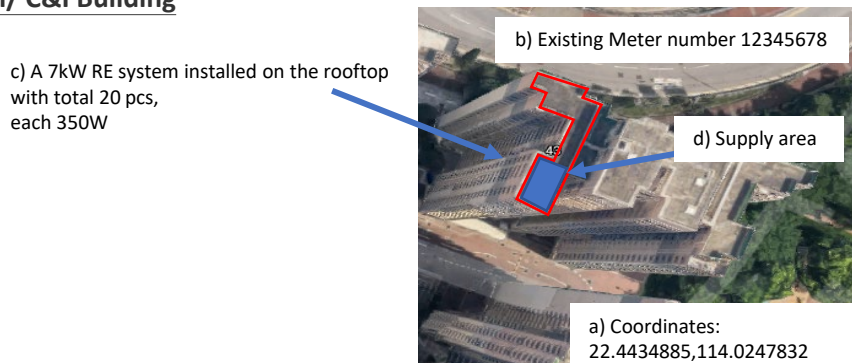 C&I Building
b) Existing Meter number 12345678
c) A 7kW RE system installed on the rooftop
with total 20 pcs,
each 350W
d) Supply area
43
a) Coordinates:
22.4434885,114.0247832